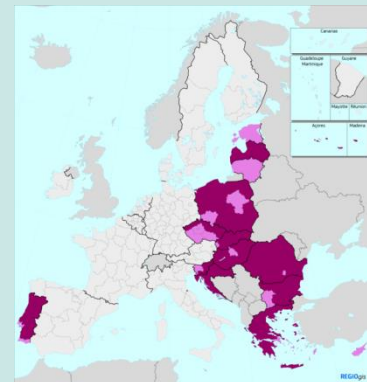 Canarias
Guadeloupe
Martinique
Guyane
Mayotte
Réunion
Açores
Madeira
REGIOgis